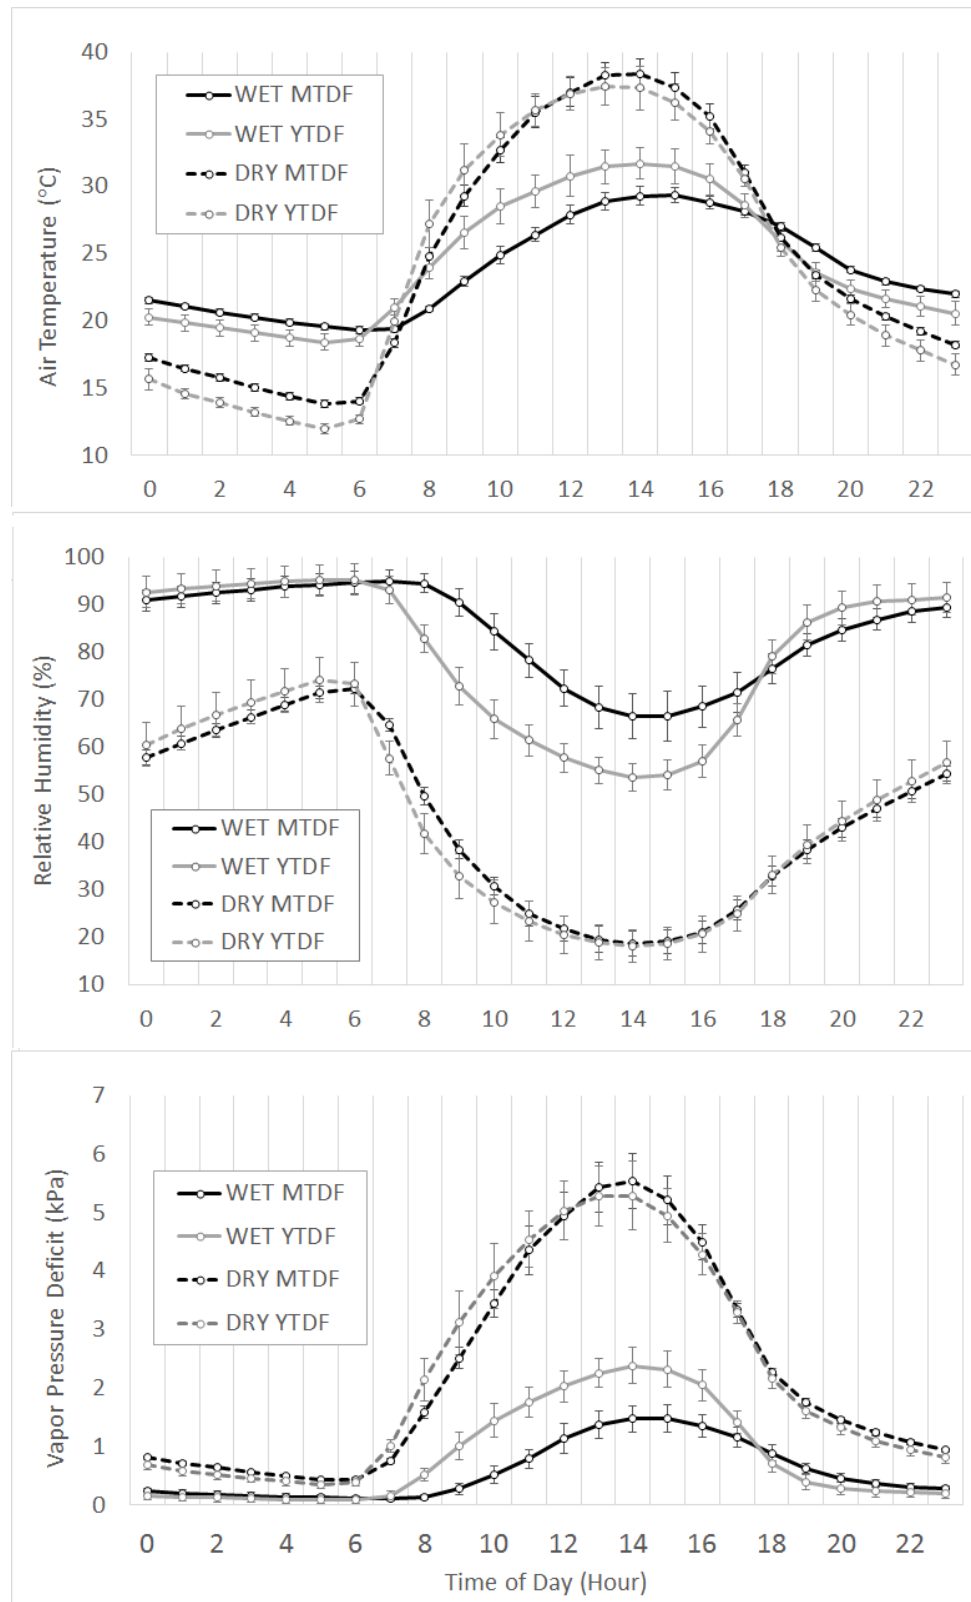 40
35
30
25
20
15
10
Air Temperature (°C)
WET MTDF
WET YTDF
DRY MTDF
DRY YTDF
0 2 4 6 8 10 12 14 16 18 20 22
100
90
80
70
60
50
40
30
20
10
Relative Humidity (%)
WET MTDF
WET YTDF
DRY MTDF
DRY YTDF
0 2 4 6 8 10 12 14 16 18 20 22
7
6
5
4
3
2
1
0
Vapor Pressure Deficit (kPa)
WET MTDF
WET YTDF
DRY MTDF
DRY YTDF
0 2 4 6 8 10 12 14 16 18 20 22
Time of Day (Hour)